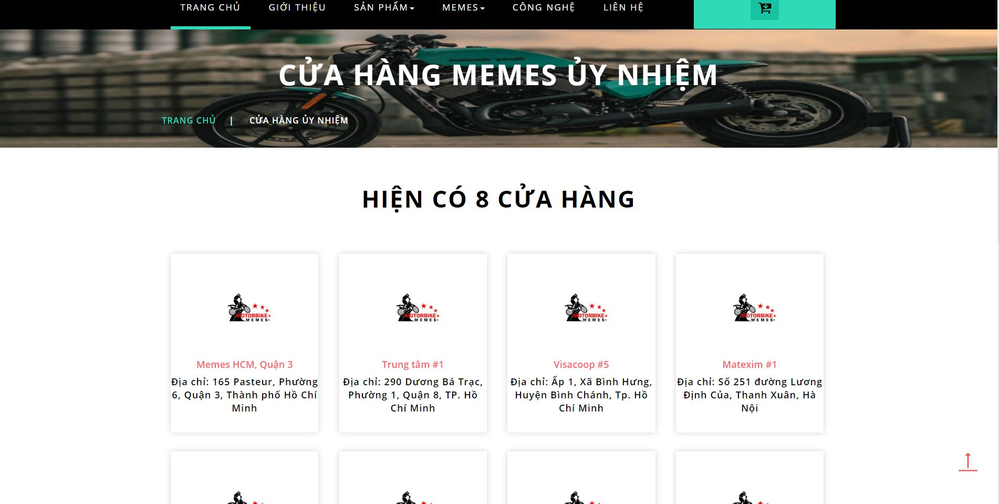 TRANG CHỦ GIỚI THIỆU SẢN PHẨM MEMES CÔNG NGHỆ LIÊN HỆ
CỬA HÀNG MEMES ỦY NHIỆM
TRANG CHỦ | CỬA HÀNG ỦY NHIỆM
HIỆN CÓ 8 CỬA HÀNG
MOTORBIKE
MEMES
Memes HCM, Quận 3
Địa chỉ: 165 Pasteur, Phường
6, Quận 3, Thành phố Hồ Chí
Minh
MOTORBIKE
MEMES
Trung tâm #1
Địa chỉ: 290 Dương Bá Trạc,
Phường 1, Quận 8, TP. Hồ
Chí Minh
MOTORBIKE
MEMES
Visacoop #5
Địa chỉ: Ấp 1, Xã Bình Hưng,
Huyện Bình Chánh, Tp. Hồ
Chí Minh
MOTORBIKE
MEMES
Matexim #1
Địa chỉ: Số 251 đường Lương
Định Của, Thanh Xuân, Hà
Nội